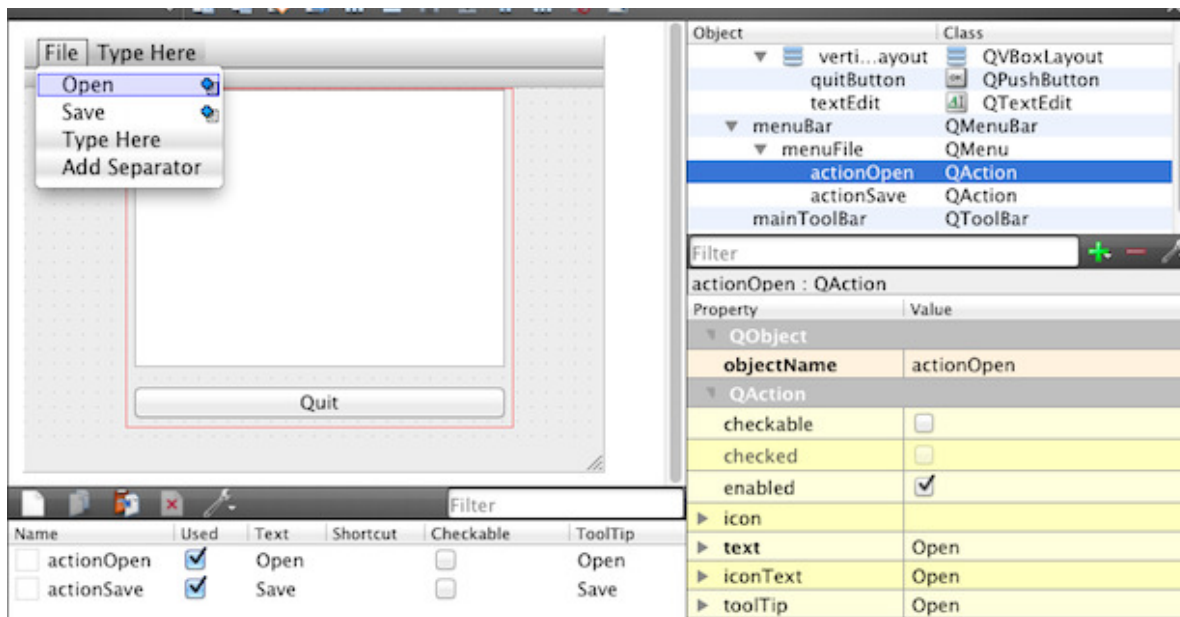 File Type Here
Open
Save
Type Here
Add Separator
Quit
Filter
Name Used Text Shortcut Checkable ToolTip
actionOpen Open Open
actionSave Save Save
Object Class
verti...ayout QVBoxLayout
quitButton QPushButton
textEdit QTextEdit
menuBar QMenuBar
menuFile QMenu
actionOpen QAction
actionSave QAction
mainToolBar QToolBar
Filter
actionOpen : QAction
Property Value
QObject
objectName actionOpen
QAction
checkable
checked
enabled
icon
text Open
iconText Open
toolTip Open